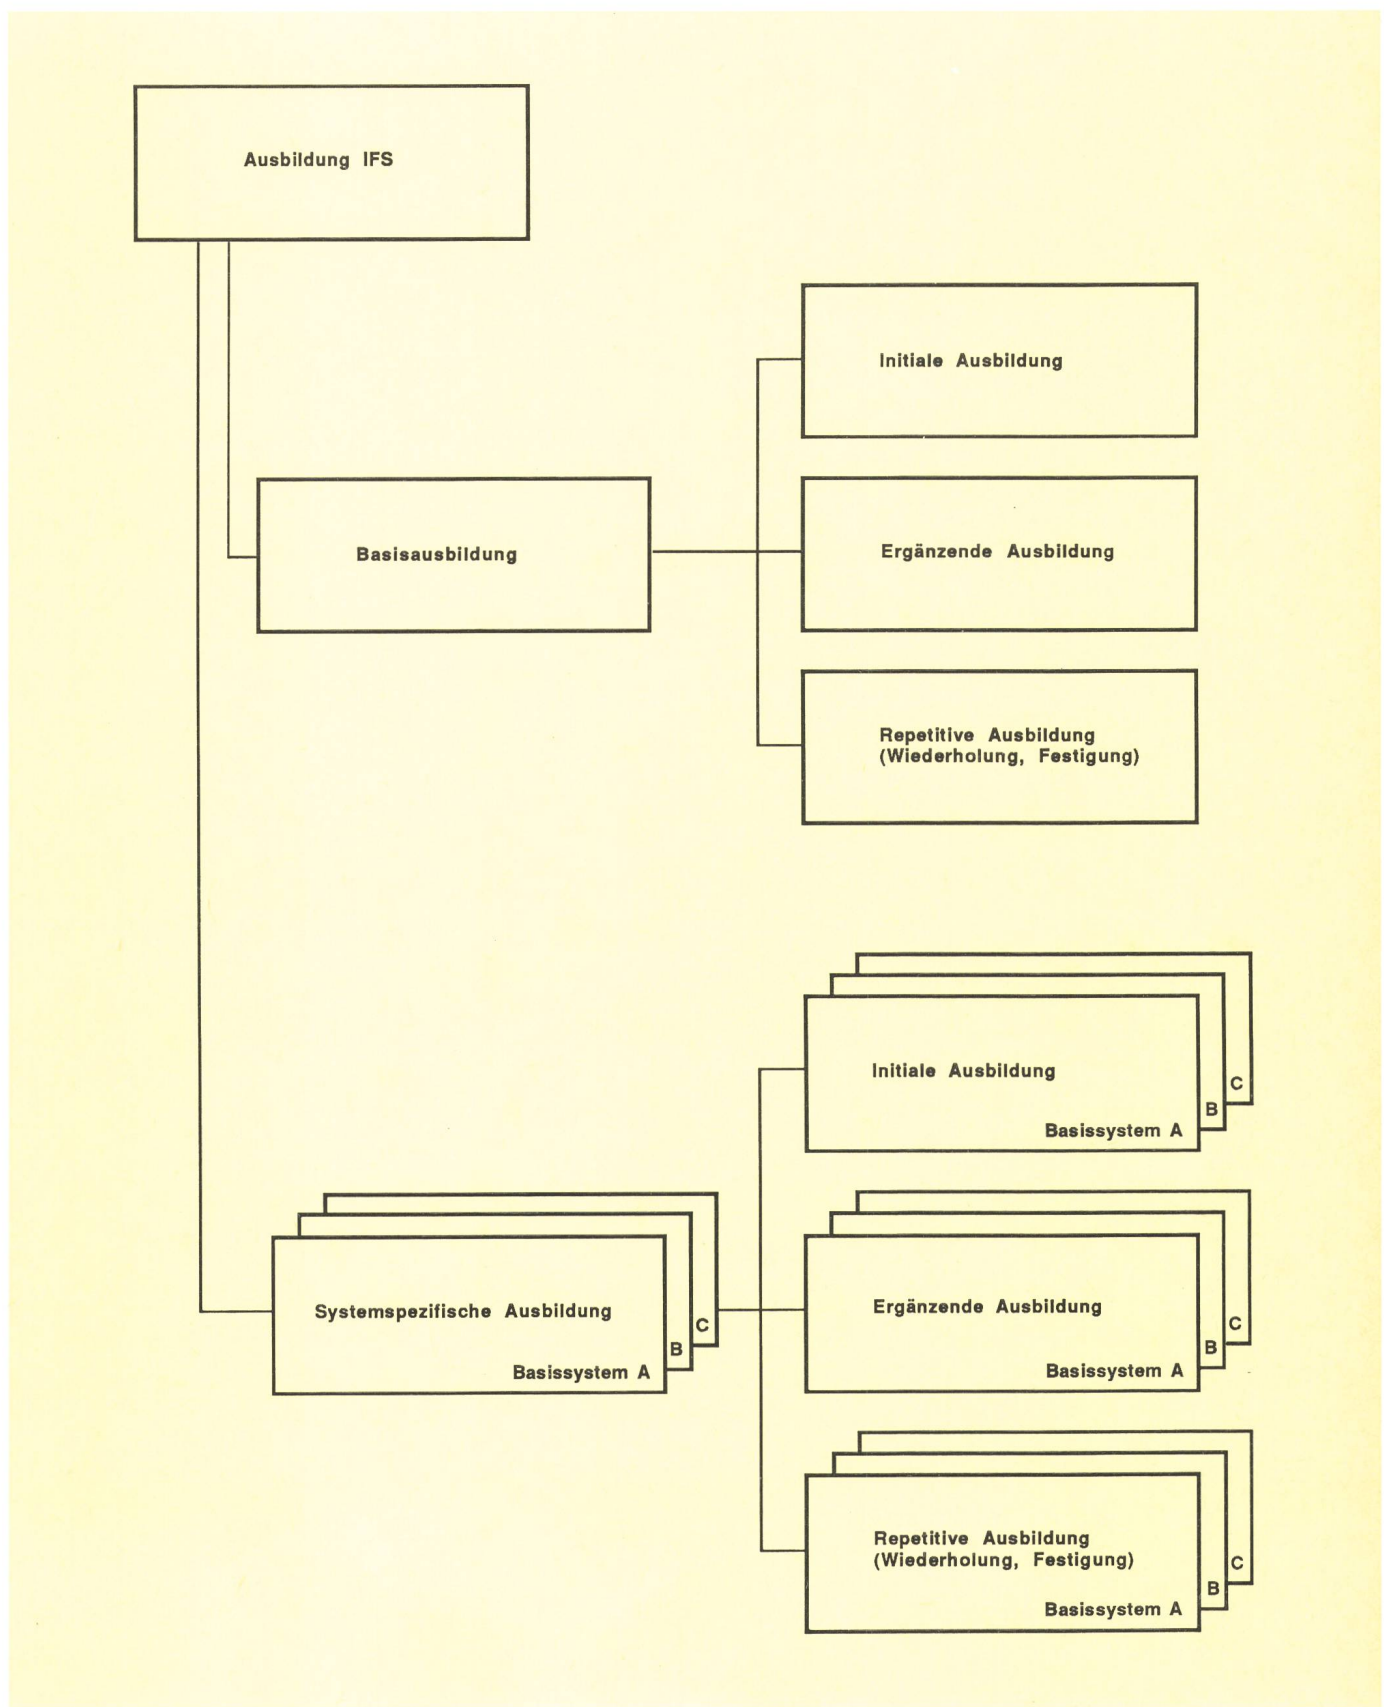 Ausbildung IFS
Initiale Ausbildung
Basisausbildung
Ergänzende Ausbildung
Repetitive Ausbildung
(Wiederholung, Festigung)
Initiale Ausbildung
C
B
Basissystem A
Systemspezifische Ausbildung
C
B
Basissystem A
Ergänzende Ausbildung
C
B
Basissystem A
Repetitive Ausbildung
(Wiederholung, Festigung)
C
B
Basissystem A